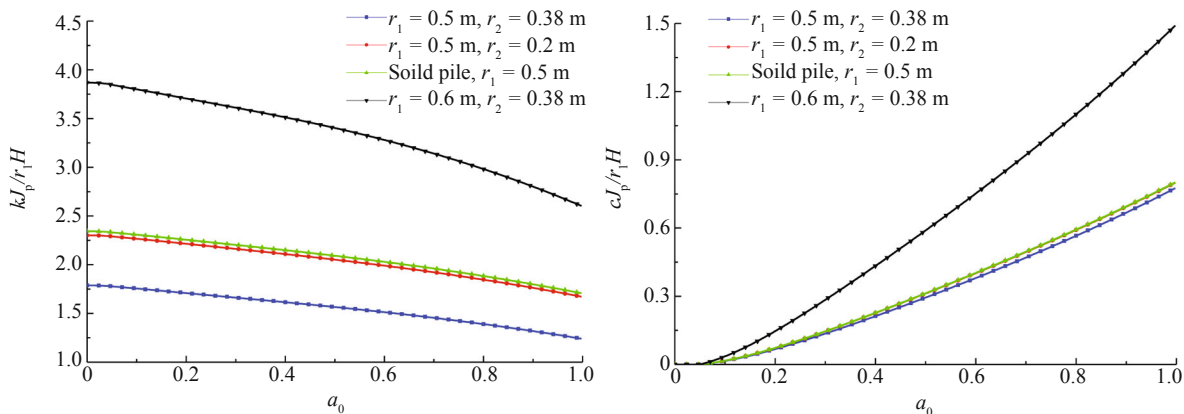 4.5
4.0
3.5
3.0
2.5
2.0
1.5
1.0
kJp/r1H
0 0.2 0.4 0.6 0.8 1.0
a0
r1 = 0.5 m, r2 = 0.38 m
r1 = 0.5 m, r2 = 0.2 m
Soild pile, r1 = 0.5 m
r1 = 0.6 m, r2 = 0.38 m
1.5
1.2
0.9
0.6
0.3
0
cJp/r1H
0 0.2 0.4 0.6 0.8 1.0
a0
r1 = 0.5 m, r2 = 0.38 m
r1 = 0.5 m, r2 = 0.2 m
Soild pile, r1 = 0.5 m
r1 = 0.6 m, r2 = 0.38 m